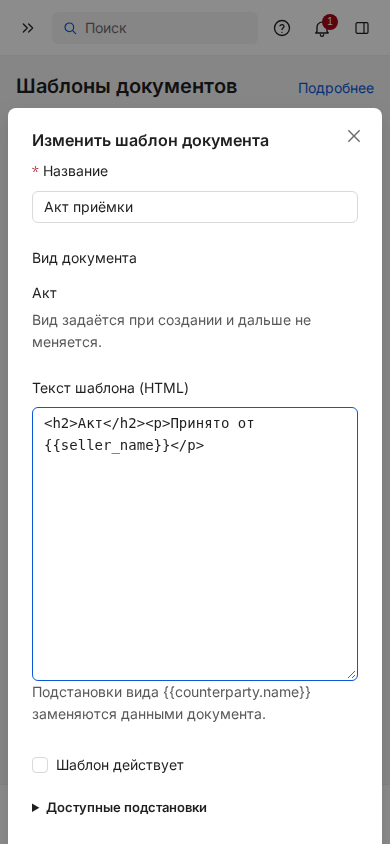 Поиск
1
Шаблоны документов
Подробнее
Изменить шаблон документа
* Название
Акт приёмки
Вид документа
Акт
Вид задаётся при создании и дальше не
меняется.
Текст шаблона (HTML)
<h2>Акт</h2><p>Принято от
{{seller_name}}</p>
Подстановки вида {{counterparty.name}}
заменяются данными документа.
Шаблон действует
Доступные подстановки